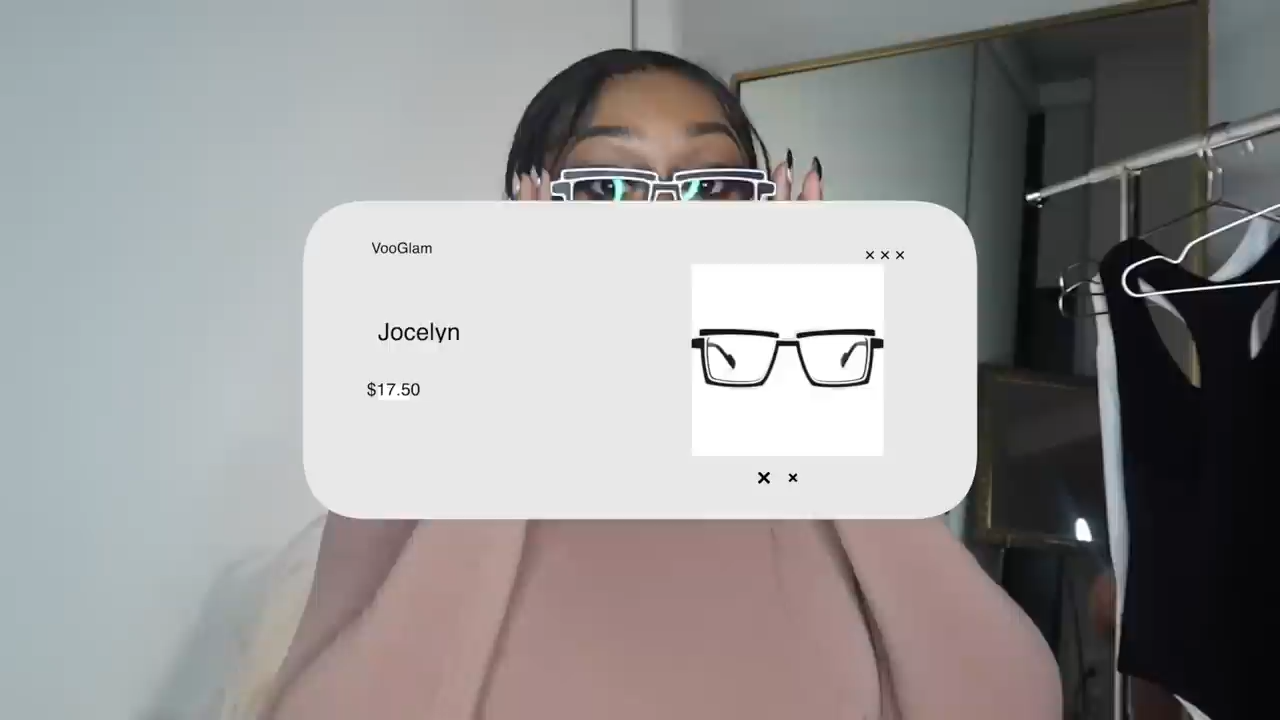 VooGlam
× × ×
Jocelyn
$17.50
× ×